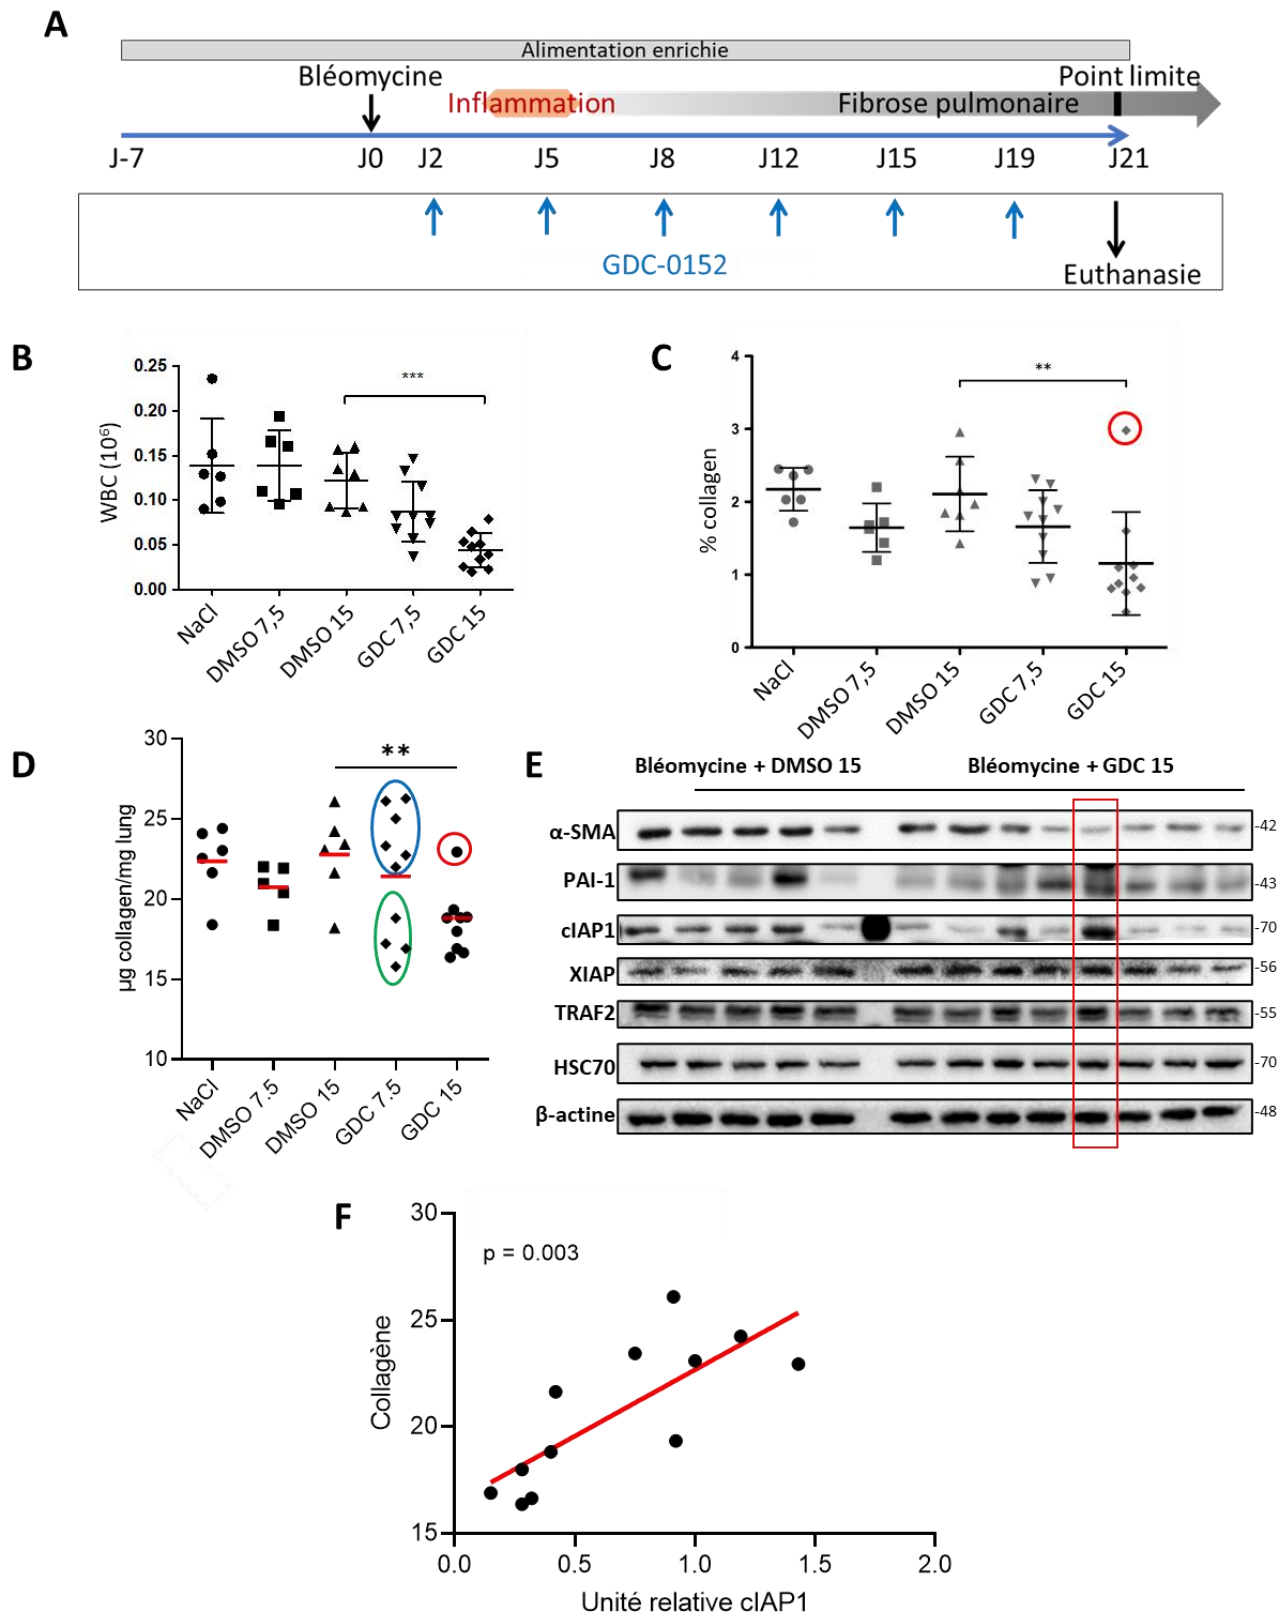 A
Alimentation enrichie
Bléomycine
Point limite
Inflammation
Fibrose pulmonaire
J-7 J0 J2 J5 J8 J12 J15 J19 J21
GDC-0152
Euthanasie
B
WBC (10⁶)
0.25
0.20
0.15
0.10
0.05
0.00
***
NaCl
DMSO 7,5
DMSO 15
GDC 7,5
GDC 15
C
% collagen
4
3
2
1
0
**
NaCl
DMSO 7,5
DMSO 15
GDC 7,5
GDC 15
D
µg collagen/mg lung
30
25
20
15
10
**
NaCl
DMSO 7.5
DMSO 15
GDC 7.5
GDC 15
E
Bléomycine + DMSO 15
Bléomycine + GDC 15
α-SMA -42
PAI-1 -43
cIAP1 -70
XIAP -56
TRAF2 -55
HSC70 -70
β-actine -48
F
p = 0.003
Collagène
30
25
20
15
0.0 0.5 1.0 1.5 2.0
Unité relative cIAP1